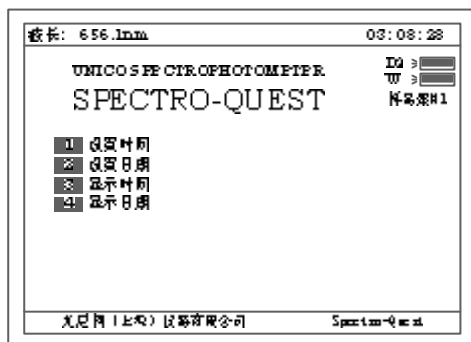 波长: 656.1nm 03:08:28
UNICO SPECTROPHOTOMETER
D2
W
SPECTRO-QUEST
样品架#1
1 设置时间
2 设置日期
3 显示时间
4 显示日期
尤尼柯(上海)仪器有限公司 Spectro-Quest